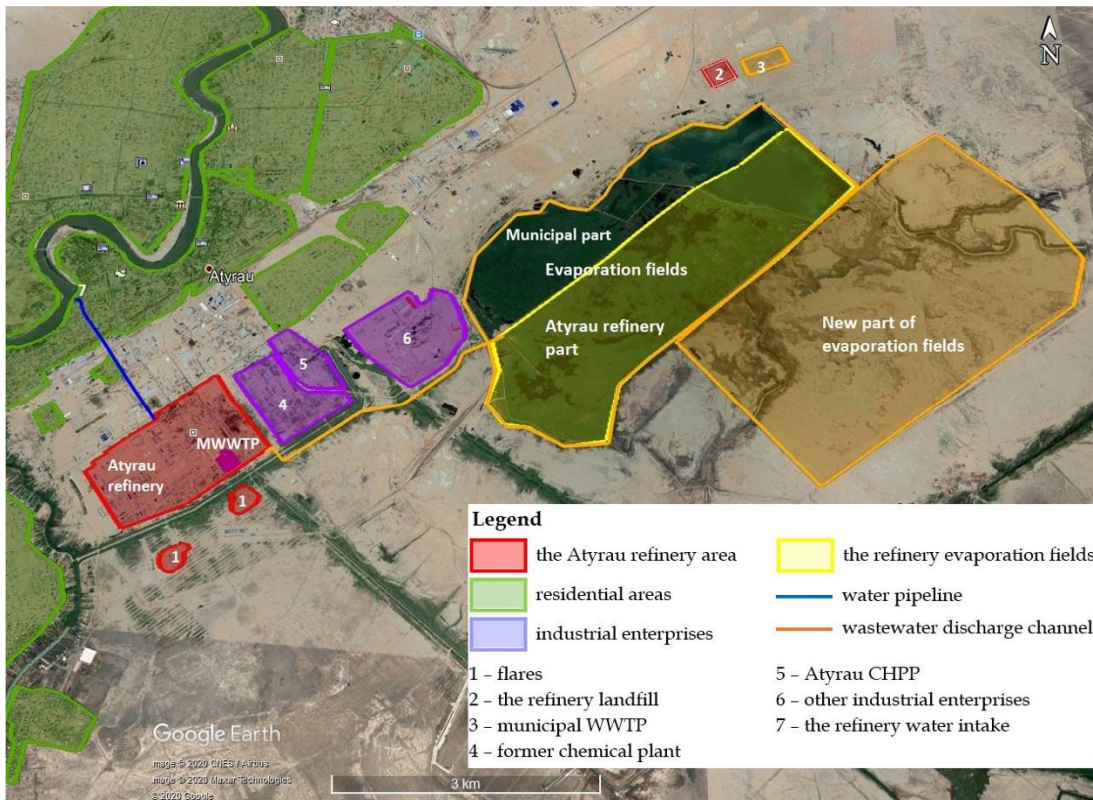 N
2
3
Municipal part
Evaporation fields
Atyrau
7
6
Atyrau refinery
part
New part of
evaporation fields
5
4
MWWTP
Atyrau
refinery
1
1
Legend
the Atyrau refinery area
residential areas
industrial enterprises
the refinery evaporation fields
water pipeline
wastewater discharge channel
1 – flares
2 – the refinery landfill
3 – municipal WWTP
4 – former chemical plant
5 – Atyrau CHPP
6 – other industrial enterprises
7 – the refinery water intake
Google Earth
mage © 2020 CNES / Airbus
mage © 2020 Maxar Technologies
© 2020 Google
3 km